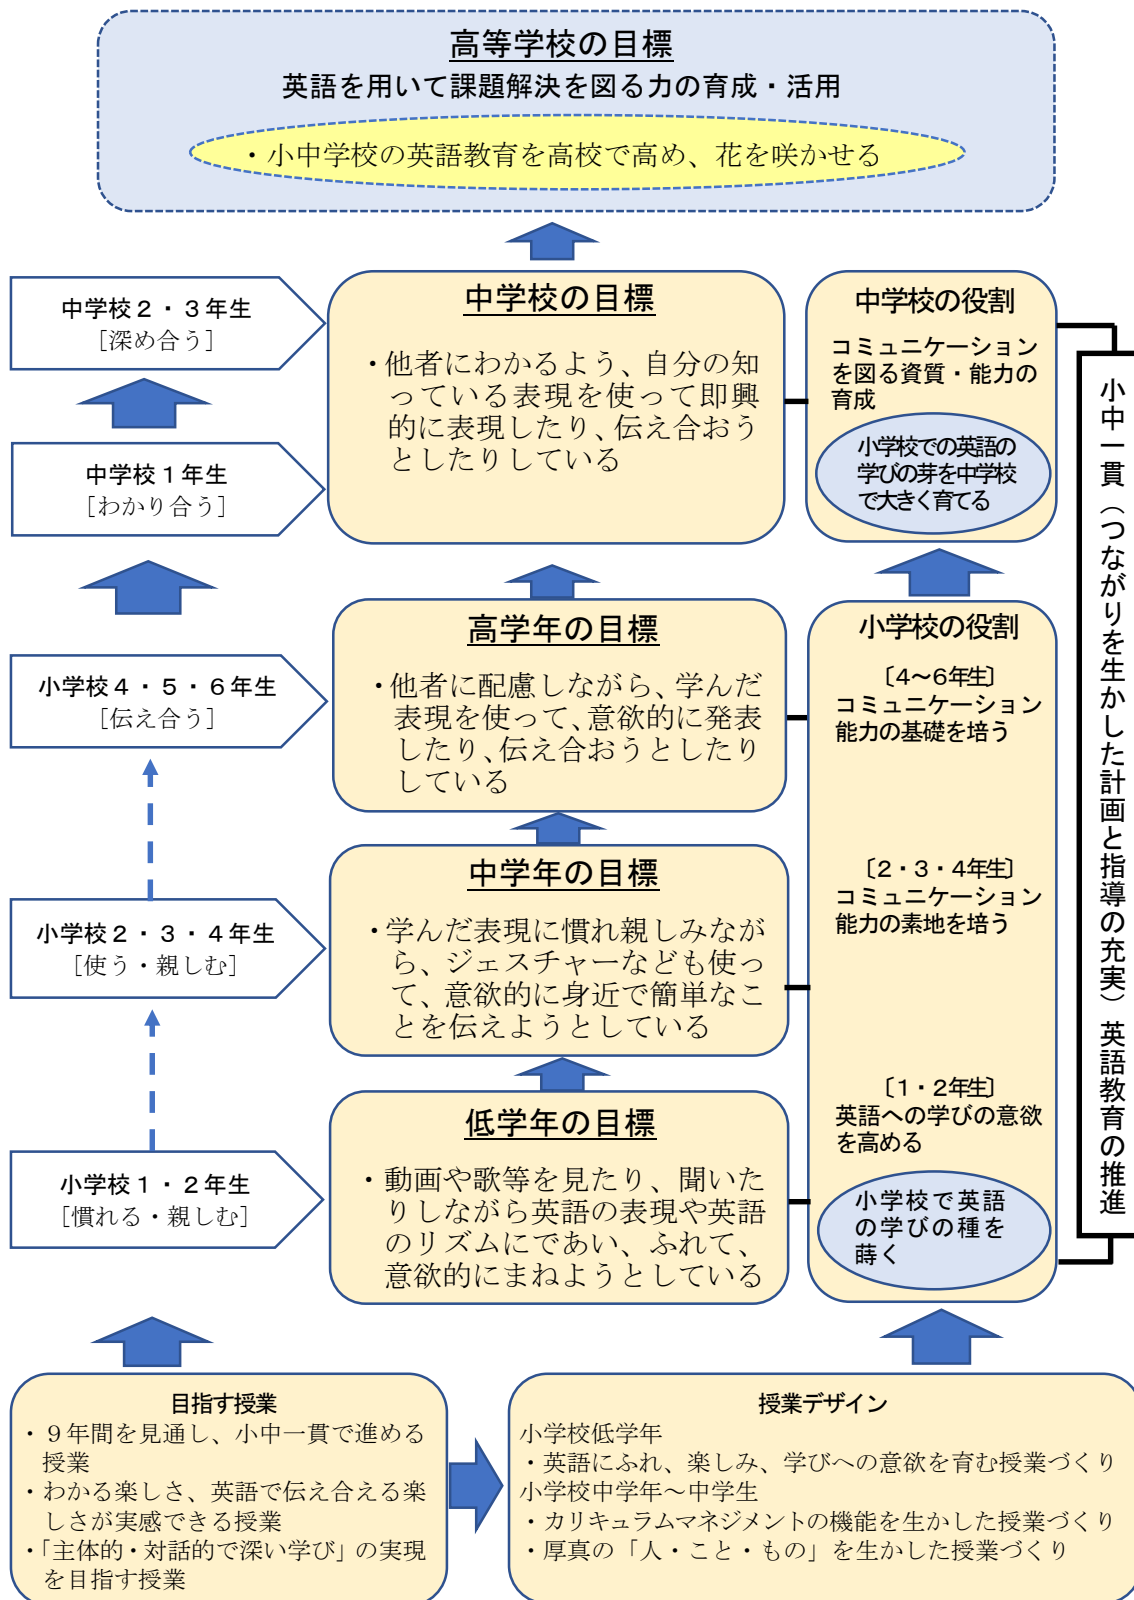 高等学校の目標
英語を用いて課題解決を図る力の育成・活用
・小中学校の英語教育を高校で高め、花を咲かせる
中学校２・３年生
［深め合う］
中学校１年生
［わかり合う］
中学校の目標
・他者にわかるよう、自分の知
っている表現を使って即興
的に表現したり、伝え合おう
としたりしている
中学校の役割
コミュニケーション
を図る資質・能力の
育成
小学校での英語の
学びの芽を中学校
で大きく育てる
小学校４・５・６年生
［伝え合う］
高学年の目標
・他者に配慮しながら、学んだ
表現を使って、意欲的に発表
したり、伝え合おうとしたり
している
小学校２・３・４年生
［使う・親しむ］
中学年の目標
・学んだ表現に慣れ親しみなが
ら、ジェスチャーなども使っ
て、意欲的に身近で簡単なこ
とを伝えようとしている
小学校１・２年生
［慣れる・親しむ］
低学年の目標
・動画や歌等を見たり、聞いた
りしながら英語の表現や英語
のリズムにであい、ふれて、
意欲的にまねようとしている
小学校の役割
〔４～６年生〕
コミュニケーション
能力の基礎を培う
〔２・３・４年生〕
コミュニケーション
能力の素地を培う
〔１・２年生〕
英語への学びの意欲
を高める
小学校で英語
の学びの種を
蒔く
小中一貫（つながりを生かした計画と指導の充実）英語教育の推進
目指す授業
・９年間を見通し、小中一貫で進める
授業
・わかる楽しさ、英語で伝え合える楽
しさが実感できる授業
・「主体的・対話的で深い学び」の実現
を目指す授業
授業デザイン
小学校低学年
・英語にふれ、楽しみ、学びへの意欲を育む授業づくり
小学校中学年～中学生
・カリキュラムマネジメントの機能を生かした授業づくり
・厚真の「人・こと・もの」を生かした授業づくり